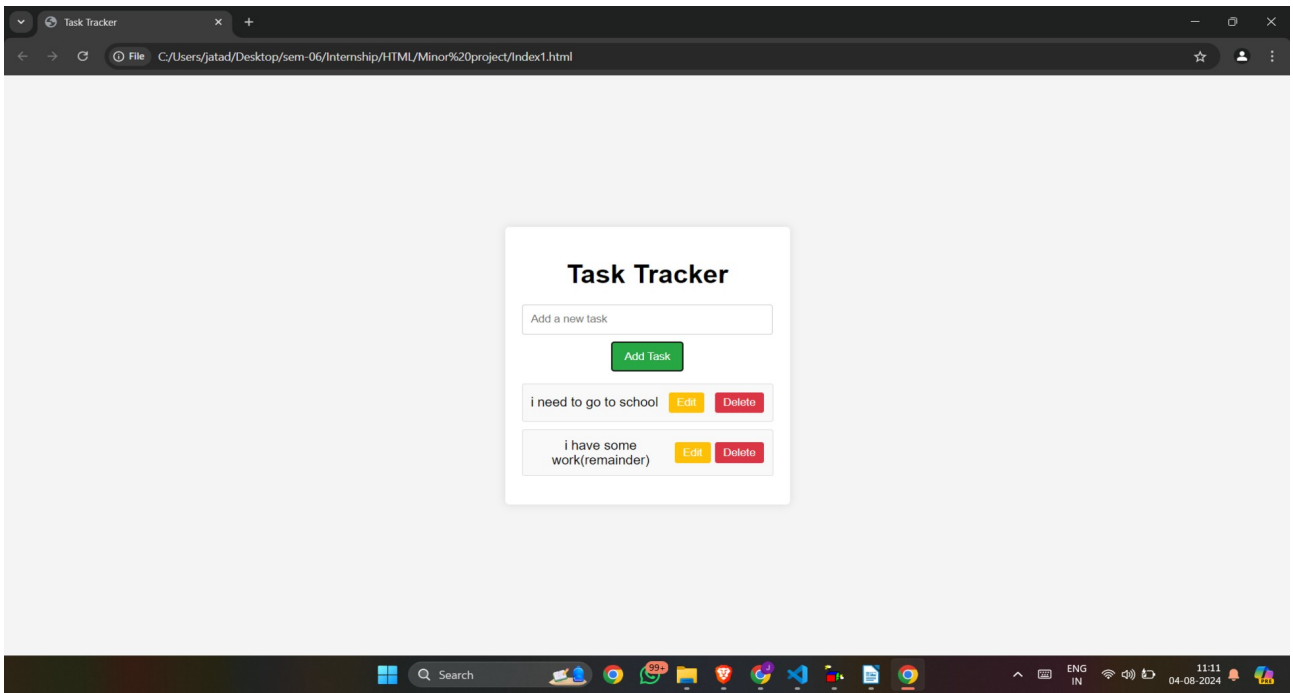 Task Tracker
File C:/Users/jatad/Desktop/sem-06/Internship/HTML/Minor%20project/Index1.html
Task Tracker
Add a new task
Add Task
i need to go to school Edit Delete
i have some
work(remainder) Edit Delete
Search
99+
J
ENG
IN
11:11
04-08-2024
PRE